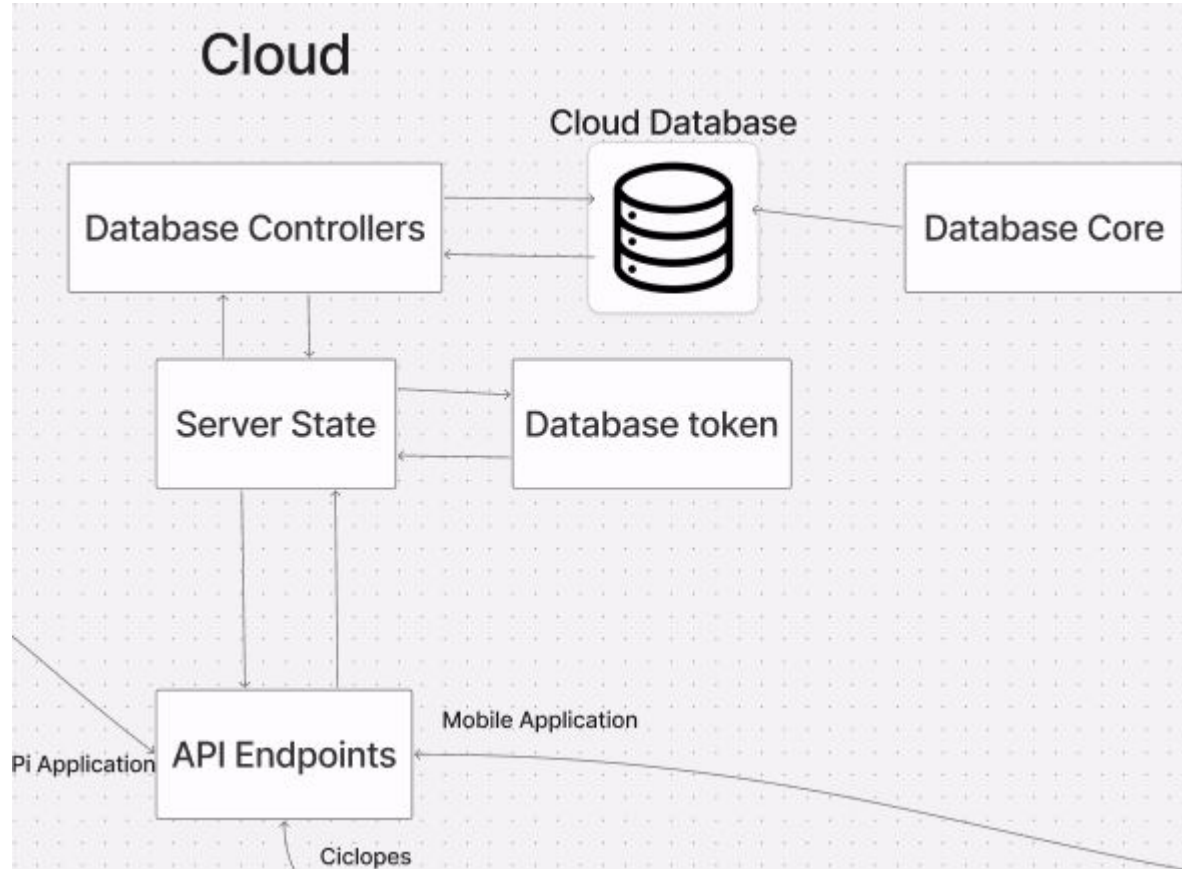 Cloud
Cloud Database
Database Controllers
Database Core
Server State
Database token
Mobile Application
Pi Application
API Endpoints
Ciclopes